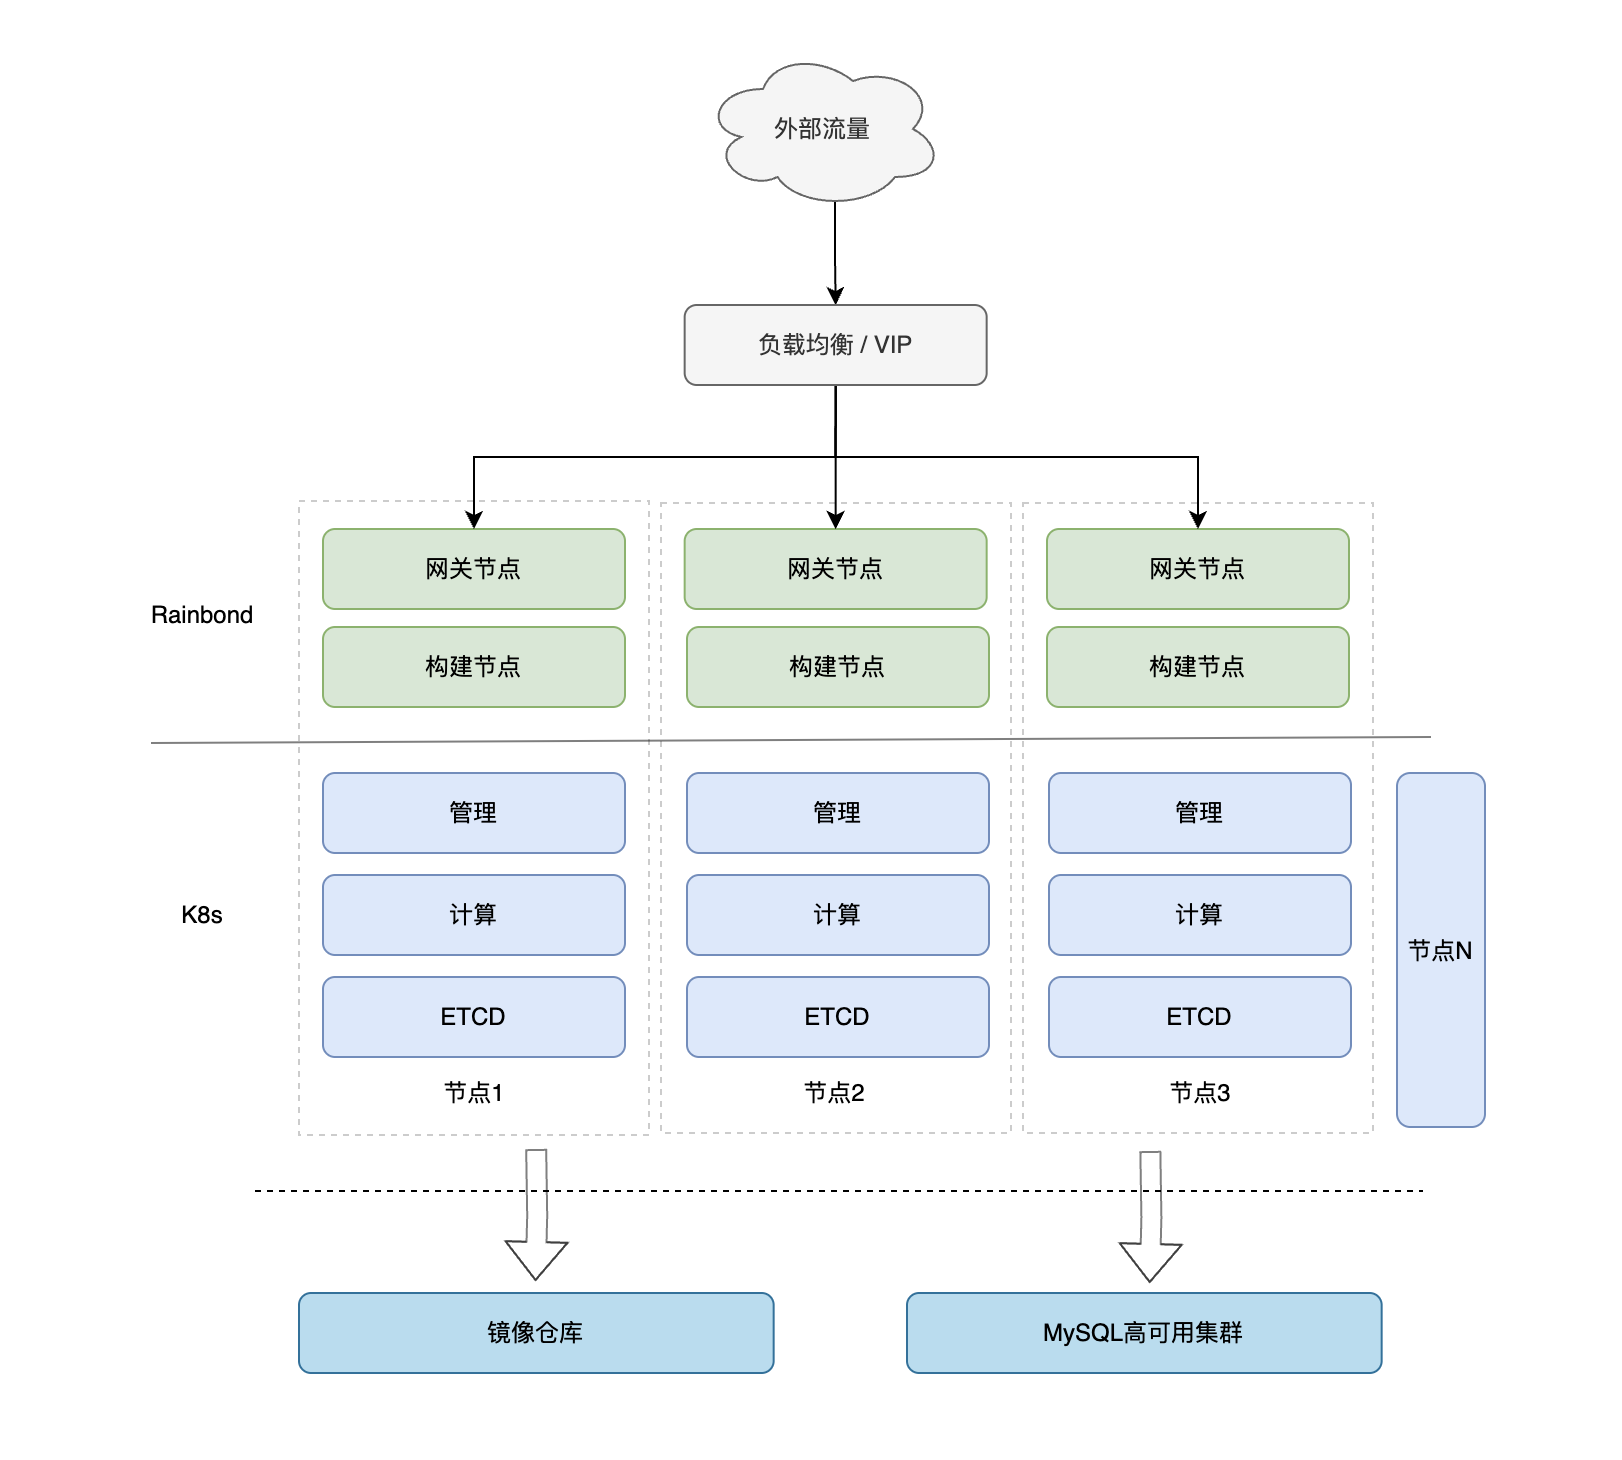 外部流量
负载均衡 / VIP
网关节点
网关节点
网关节点
Rainbond
构建节点
构建节点
构建节点
管理
管理
管理
K8s
计算
计算
计算
节点N
ETCD
ETCD
ETCD
节点1
节点2
节点3
镜像仓库
MySQL高可用集群